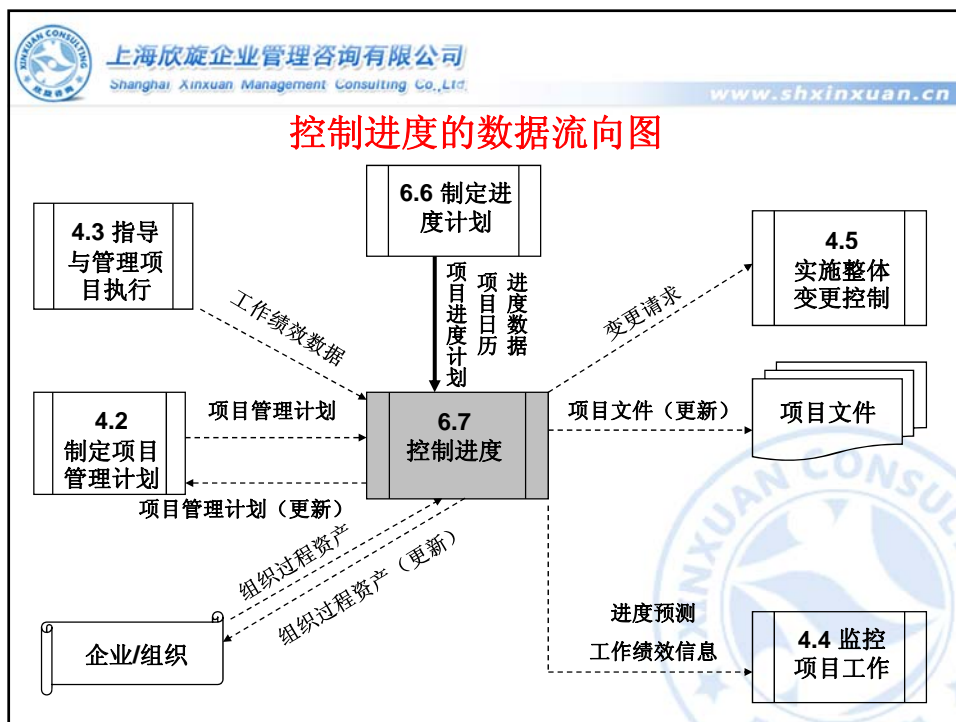 XINXUAN CONSULTING
欣旋咨询
上海欣旋企业管理咨询有限公司
Shanghai Xinxuan Management Consulting Co.,Ltd.
www.shxinxuan.cn
控制进度的数据流向图
4.3 指导
与管理项
目执行
6.6 制定进
度计划
4.5
实施整体
变更控制
工作绩效数据
项目进度计划
项目日历
进度数据
变更请求
4.2
制定项目
管理计划
项目管理计划
6.7
控制进度
项目文件（更新）
项目文件
项目管理计划（更新）
组织过程资产
组织过程资产（更新）
企业/组织
进度预测
工作绩效信息
4.4 监控
项目工作
XINXUAN CONSU